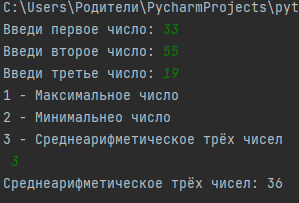 C:\Users\Родители\PycharmProjects\pyt
Введи первое число: 33
Введи второе число: 55
Введи третье число: 19
1 - Максимальное число
2 - Минимальнео число
3 - Среднеарифметическое трёх чисел
3
Среднеарифметическое трёх чисел: 36